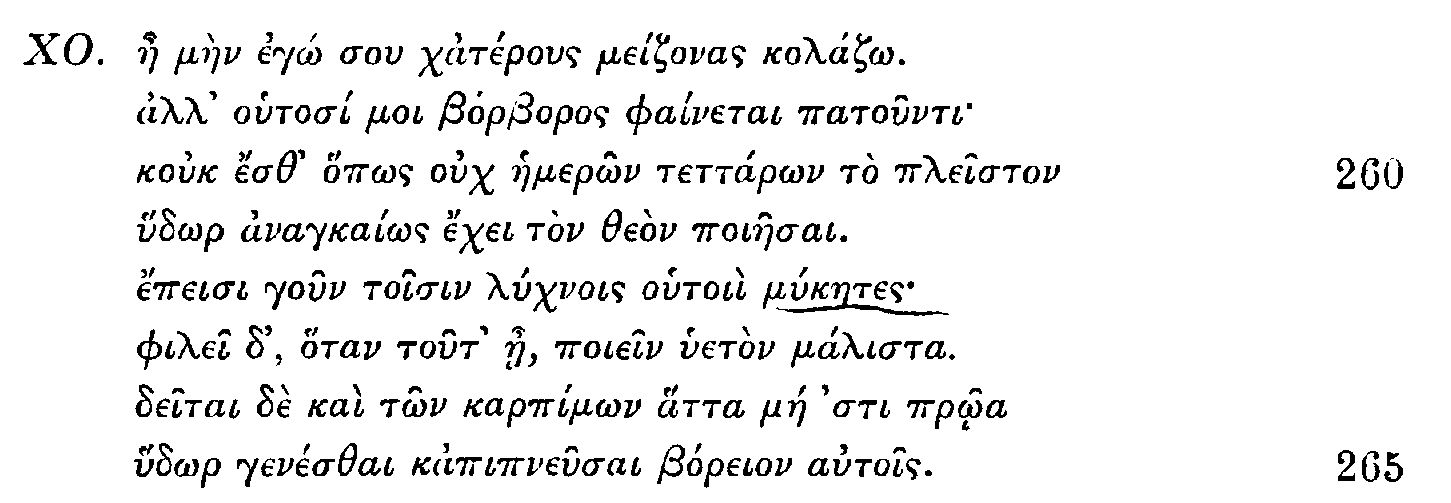 ΧΟ. ἦ μὴν ἐγώ σου χἀτέρους μείζονας κολάζω.
ἀλλ’ οὑτοσί μοι βόρβορος φαίνεται πατοῦντι·
κοὐκ ἔσθ’ ὅπως οὐχ ἡμερῶν τεττάρων τὸ πλεῖστον 260
ὕδωρ ἀναγκαίως ἔχει τὸν θεὸν ποιῆσαι.
ἔπεισι γοῦν τοῖσιν λύχνοις οὑτοιὶ μύκητες·
φιλεῖ δ’, ὅταν τοῦτ’ ᾖ, ποιεῖν ὑετὸν μάλιστα.
δεῖται δὲ καὶ τῶν καρπίμων ἅττα μή ’στι πρῷα
ὕδωρ γενέσθαι κἀπιπνεῦσαι βόρειον αὐτοῖς. 265